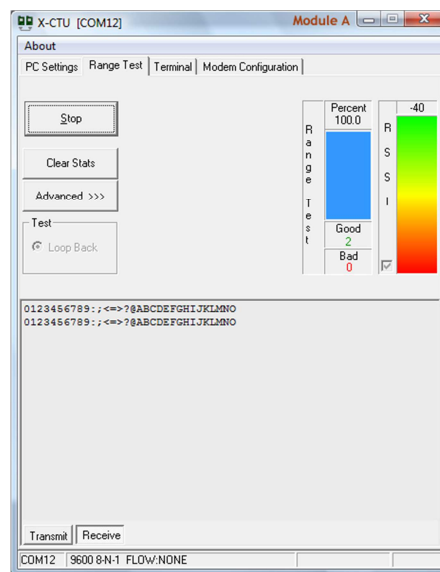 X-CTU [COM12]
Module A
About
PC Settings
Range Test
Terminal
Modem Configuration
Stop
Clear Stats
Advanced >>>
Test
Loop Back
Range Test
Percent
100.0
Good
2
Bad
0
-40
RSSI
0123456789:;<=>?@ABCDEFGHIJKLMNO
0123456789:;<=>?@ABCDEFGHIJKLMNO
Transmit
Receive
COM12
9600 8-N-1 FLOW:NONE